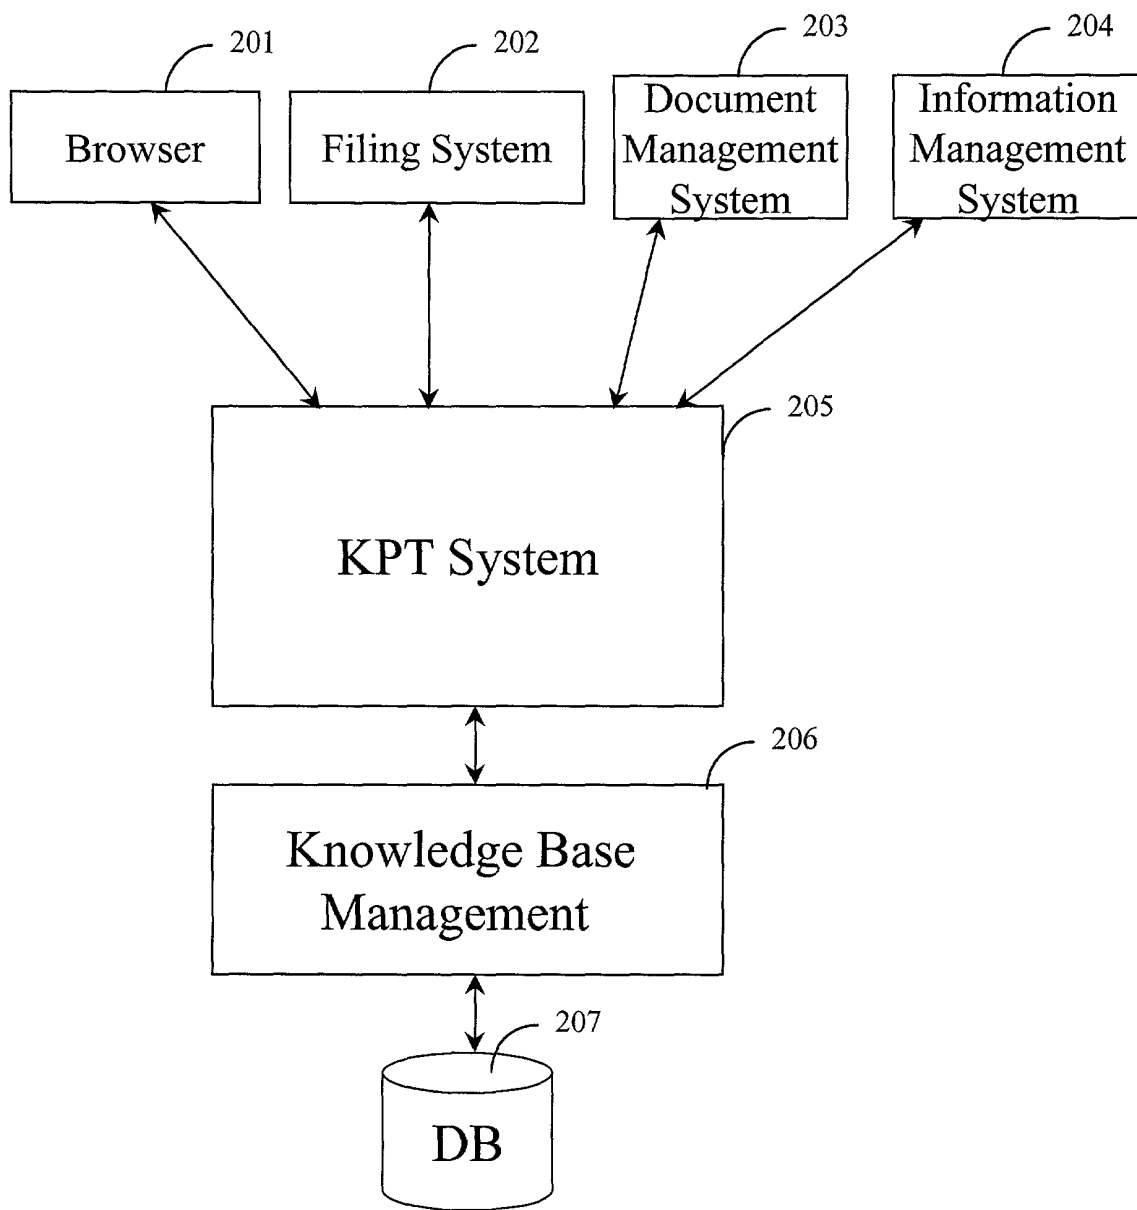 201
202
203
204
Browser
Filing System
Document
Management
System
Information
Management
System
205
KPT System
206
Knowledge Base
Management
207
DB